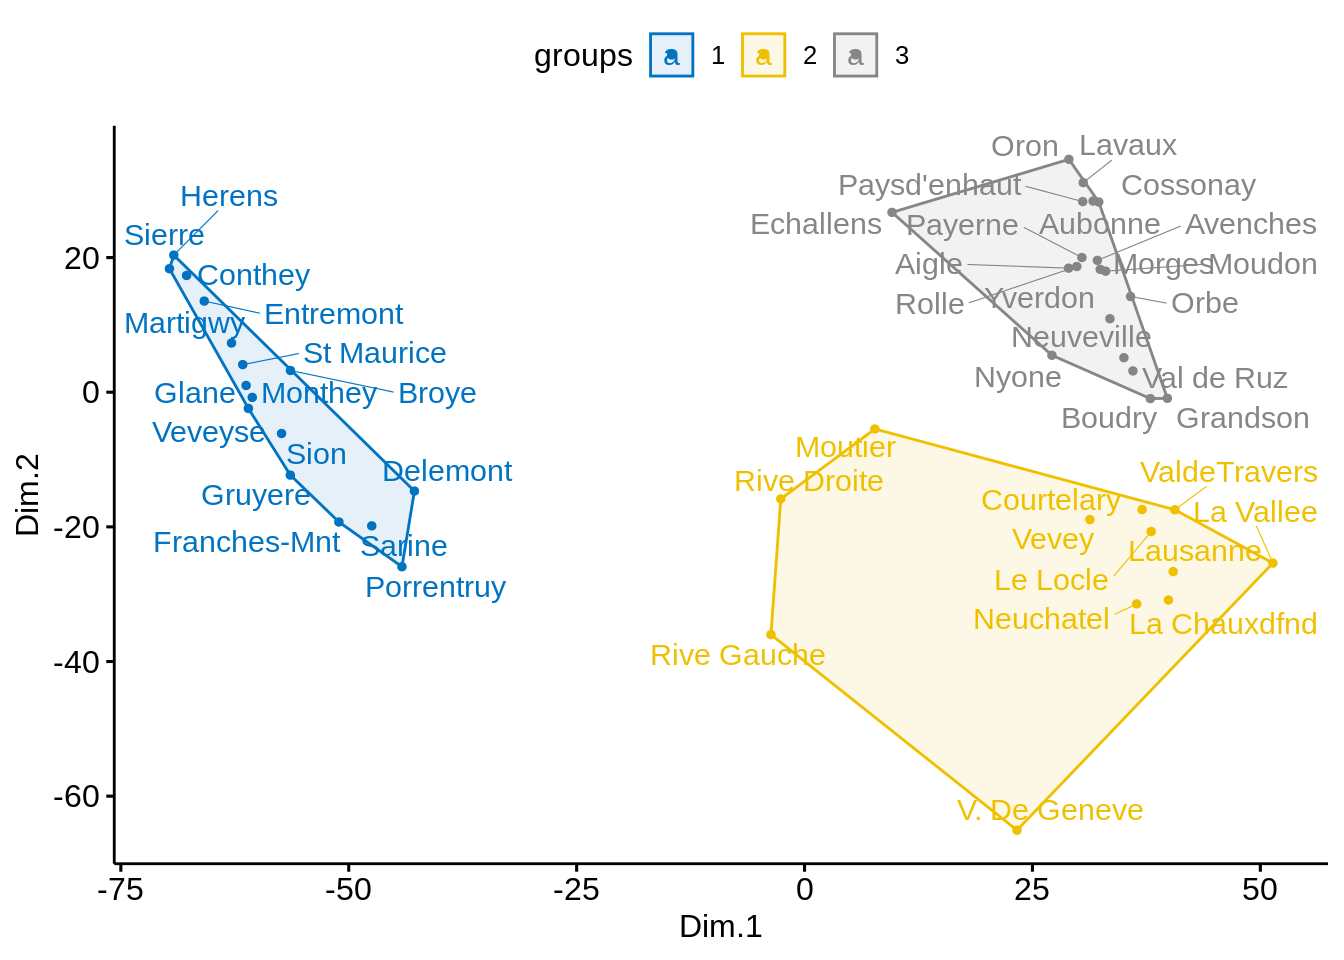 groups a 1 a 2 a 3
Oron Lavaux
Paysd'enhaut Cossonay
Herens
Echallens Payerne Aubonne Avenches
Sierre
20
Aigle Morges Moudon
Conthey
Rolle Yverdon Orbe
Entremont
Martigwy
Neuveville
St Maurice
Nyone Val de Ruz
0
Glane Monthey Broye
Boudry Grandson
Veveyse
Moutier
Sion
Delemont
ValdeTravers
Rive Droite
Gruyere
Courtelary
La Vallee
-20
Franches-Mnt Sarine
Vevey
Lausanne
Porrentruy
Le Locle
Neuchatel La Chauxdfnd
Rive Gauche
-40
-60
V. De Geneve
Dim.2
-75 -50 -25 0 25 50
Dim.1